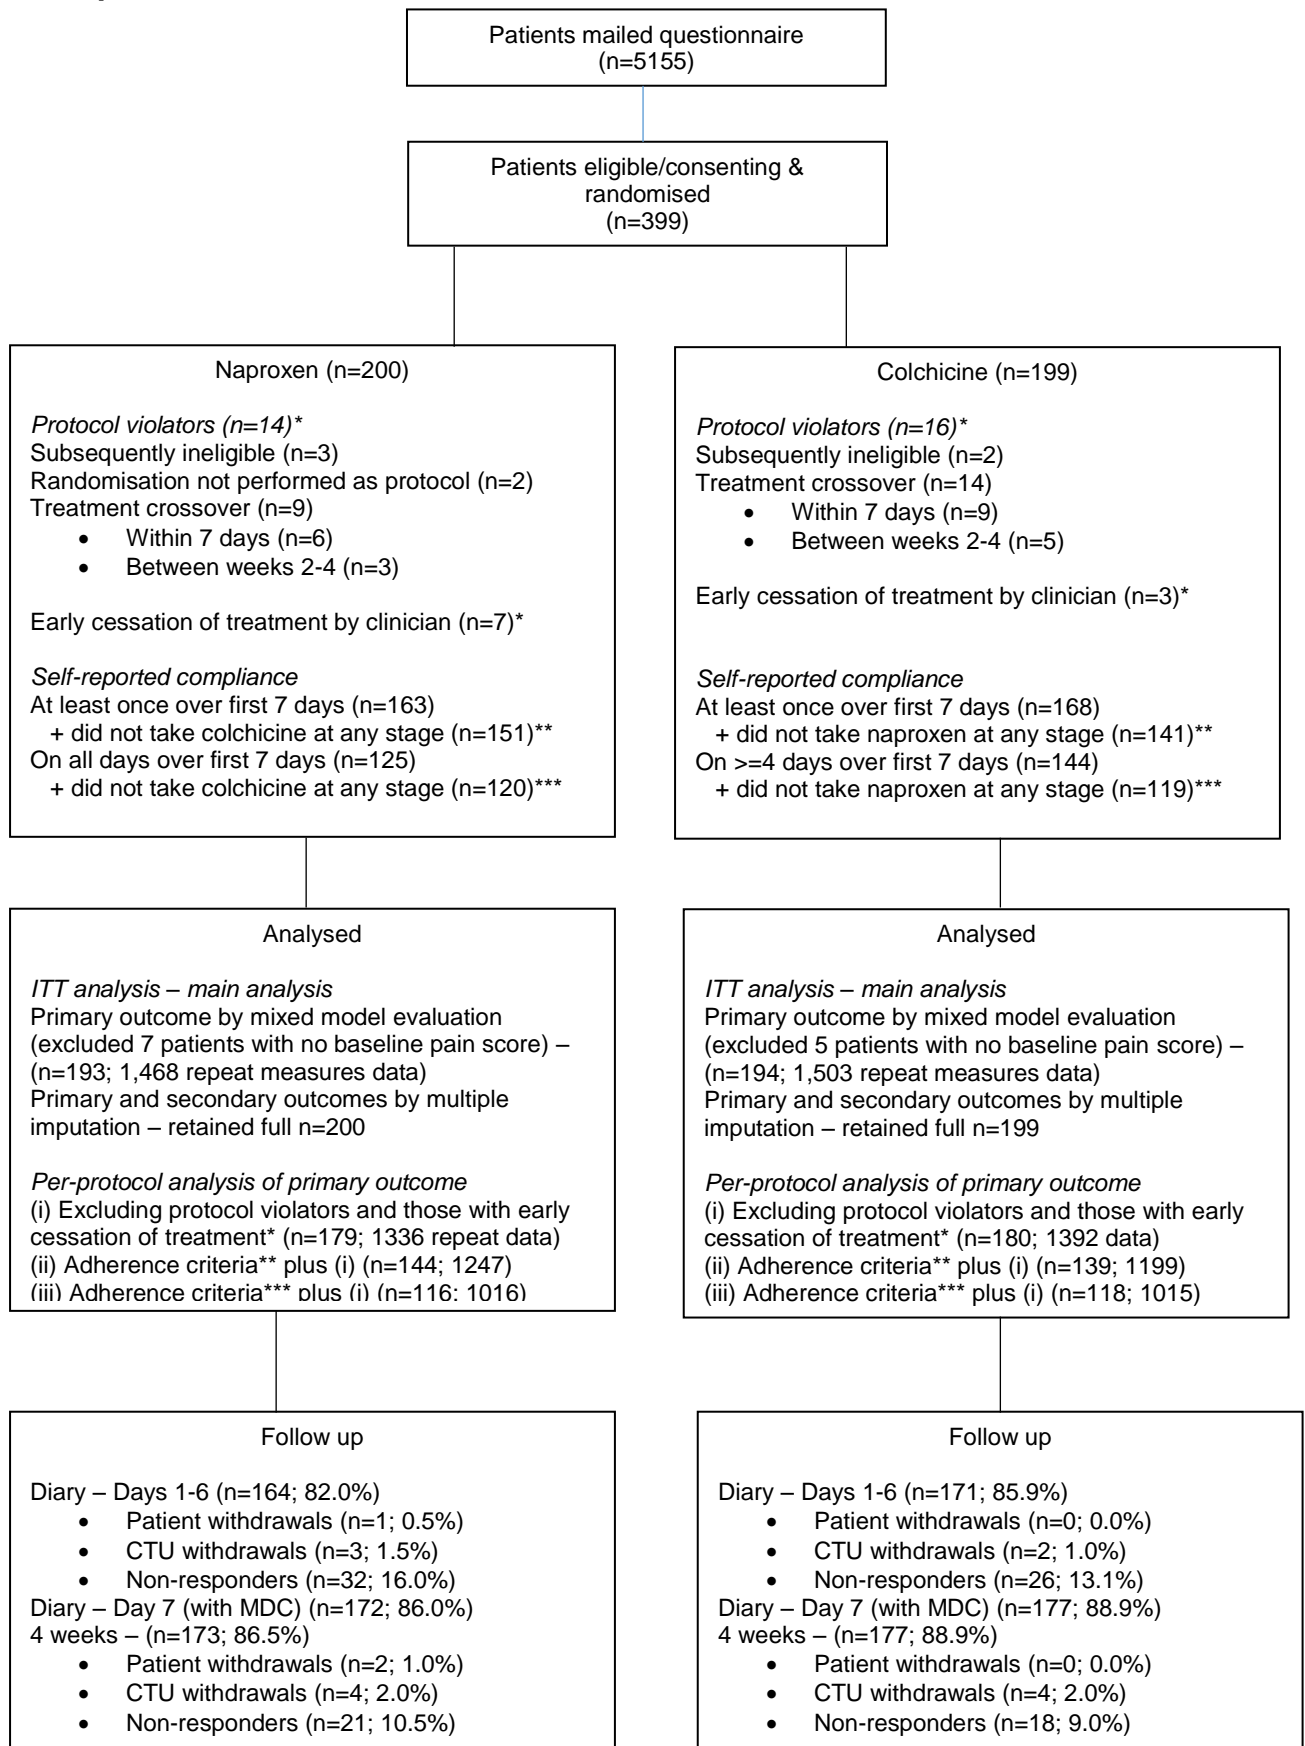 Patients mailed questionnaire
(n=5155)
Patients eligible/consenting &
randomised
(n=399)
Naproxen (n=200)
Protocol violators (n=14)*
Subsequently ineligible (n=3)
Randomisation not performed as protocol (n=2)
Treatment crossover (n=9)
• Within 7 days (n=6)
• Between weeks 2-4 (n=3)
Early cessation of treatment by clinician (n=7)*
Self-reported compliance
At least once over first 7 days (n=163)
+ did not take colchicine at any stage (n=151)**
On all days over first 7 days (n=125)
+ did not take colchicine at any stage (n=120)***
Colchicine (n=199)
Protocol violators (n=16)*
Subsequently ineligible (n=2)
Treatment crossover (n=14)
• Within 7 days (n=9)
• Between weeks 2-4 (n=5)
Early cessation of treatment by clinician (n=3)*
Self-reported compliance
At least once over first 7 days (n=168)
+ did not take naproxen at any stage (n=141)**
On >=4 days over first 7 days (n=144)
+ did not take naproxen at any stage (n=119)***
Analysed
ITT analysis – main analysis
Primary outcome by mixed model evaluation
(excluded 7 patients with no baseline pain score) –
(n=193; 1,468 repeat measures data)
Primary and secondary outcomes by multiple
imputation – retained full n=200
Per-protocol analysis of primary outcome
(i) Excluding protocol violators and those with early
cessation of treatment* (n=179; 1336 repeat data)
(ii) Adherence criteria** plus (i) (n=144; 1247)
(iii) Adherence criteria*** plus (i) (n=116; 1016)
Analysed
ITT analysis – main analysis
Primary outcome by mixed model evaluation
(excluded 5 patients with no baseline pain score) –
(n=194; 1,503 repeat measures data)
Primary and secondary outcomes by multiple
imputation – retained full n=199
Per-protocol analysis of primary outcome
(i) Excluding protocol violators and those with early
cessation of treatment* (n=180; 1392 data)
(ii) Adherence criteria** plus (i) (n=139; 1199)
(iii) Adherence criteria*** plus (i) (n=118; 1015)
Follow up
Diary – Days 1-6 (n=164; 82.0%)
• Patient withdrawals (n=1; 0.5%)
• CTU withdrawals (n=3; 1.5%)
• Non-responders (n=32; 16.0%)
Diary – Day 7 (with MDC) (n=172; 86.0%)
4 weeks – (n=173; 86.5%)
• Patient withdrawals (n=2; 1.0%)
• CTU withdrawals (n=4; 2.0%)
• Non-responders (n=21; 10.5%)
Follow up
Diary – Days 1-6 (n=171; 85.9%)
• Patient withdrawals (n=0; 0.0%)
• CTU withdrawals (n=2; 1.0%)
• Non-responders (n=26; 13.1%)
Diary – Day 7 (with MDC) (n=177; 88.9%)
4 weeks – (n=177; 88.9%)
• Patient withdrawals (n=0; 0.0%)
• CTU withdrawals (n=4; 2.0%)
• Non-responders (n=18; 9.0%)